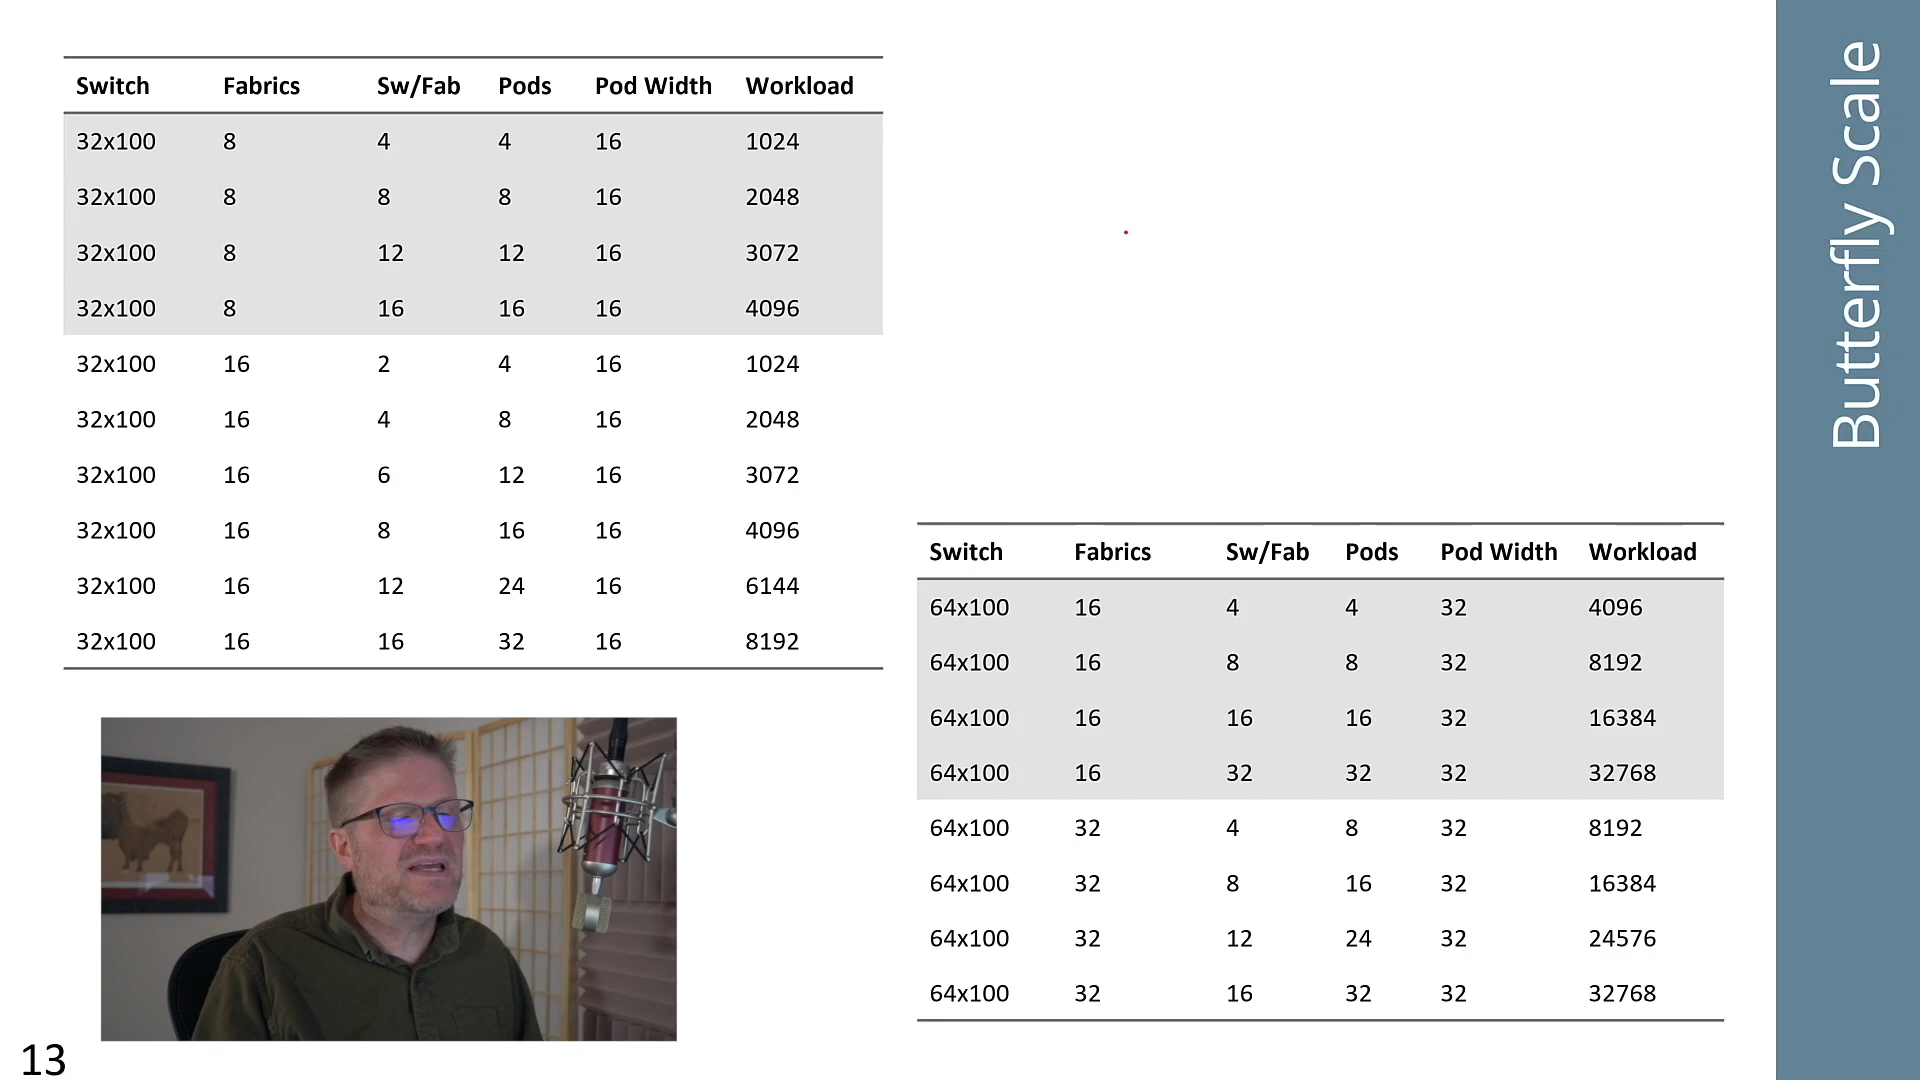 Switch Fabrics Sw/Fab Pods Pod Width Workload
32x100 8 4 4 16 1024
32x100 8 8 8 16 2048
32x100 8 12 12 16 3072
32x100 8 16 16 16 4096
32x100 16 2 4 16 1024
32x100 16 4 8 16 2048
32x100 16 6 12 16 3072
32x100 16 8 16 16 4096
32x100 16 12 24 16 6144
32x100 16 16 32 16 8192
Switch Fabrics Sw/Fab Pods Pod Width Workload
64x100 16 4 4 32 4096
64x100 16 8 8 32 8192
64x100 16 16 16 32 16384
64x100 16 32 32 32 32768
64x100 32 4 8 32 8192
64x100 32 8 16 32 16384
64x100 32 12 24 32 24576
64x100 32 16 32 32 32768
Butterfly Scale
13